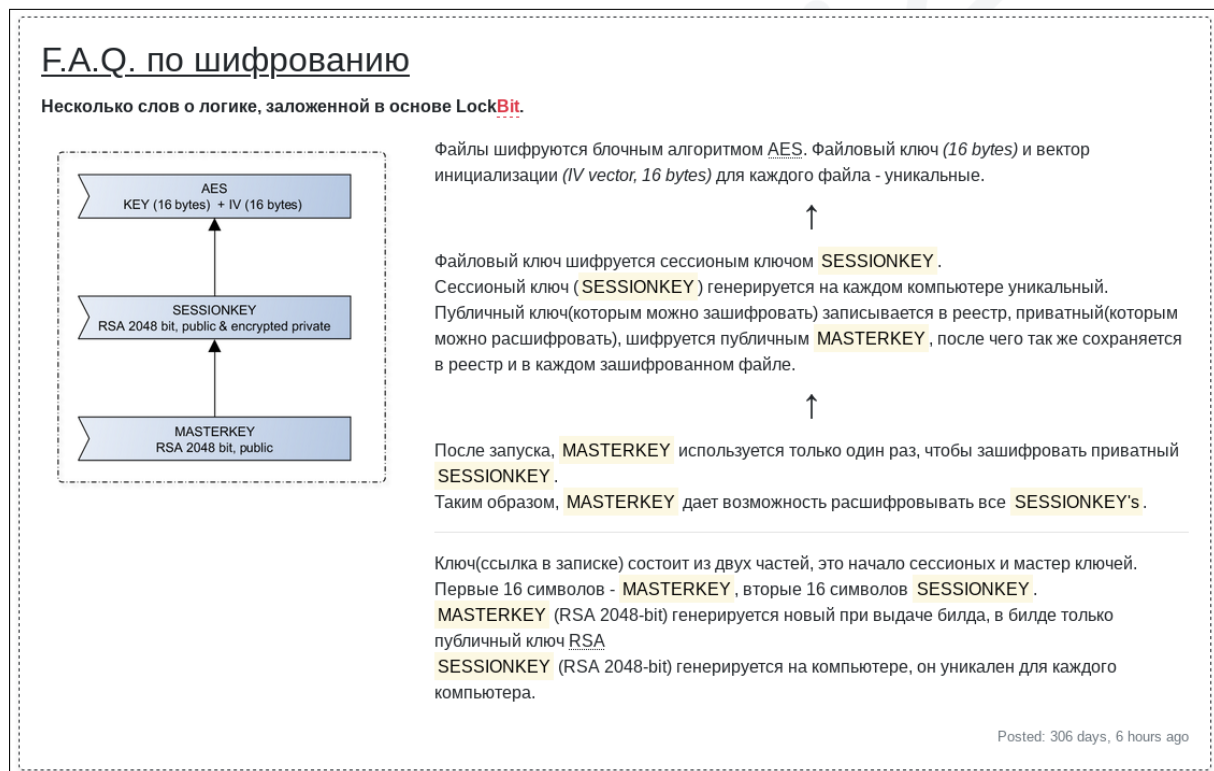 F.A.Q. по шифрованию
Несколько слов о логике, заложенной в основе LockBit.
AES
KEY (16 bytes) + IV (16 bytes)
SESSIONKEY
RSA 2048 bit, public & encrypted private
MASTERKEY
RSA 2048 bit, public
Файлы шифруются блочным алгоритмом AES. Файловый ключ (16 bytes) и вектор
инициализации (IV vector, 16 bytes) для каждого файла - уникальные.
↑
Файловый ключ шифруется сессионым ключом SESSIONKEY.
Сессионый ключ (SESSIONKEY) генерируется на каждом компьютере уникальный.
Публичный ключ(которым можно зашифровать) записывается в реестр, приватный(которым
можно расшифровать), шифруется публичным MASTERKEY, после чего так же сохраняется
в реестр и в каждом зашифрованном файле.
↑
После запуска, MASTERKEY используется только один раз, чтобы зашифровать приватный
SESSIONKEY.
Таким образом, MASTERKEY дает возможность расшифровывать все SESSIONKEY's.
Ключ(ссылка в записке) состоит из двух частей, это начало сессионых и мастер ключей.
Первые 16 символов - MASTERKEY, вторые 16 символов SESSIONKEY.
MASTERKEY (RSA 2048-bit) генерируется новый при выдаче билда, в билде только
публичный ключ RSA
SESSIONKEY (RSA 2048-bit) генерируется на компьютере, он уникален для каждого
компьютера.
Posted: 306 days, 6 hours ago